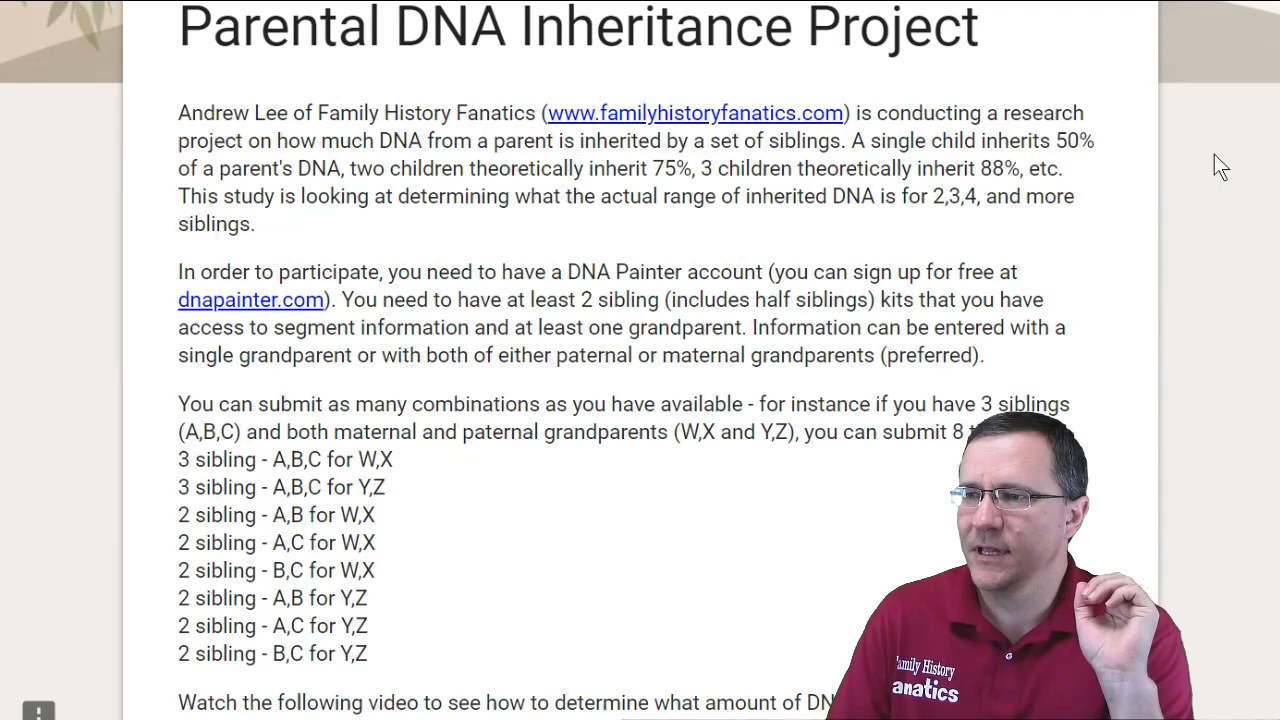 Parental DNA Inheritance Project
Andrew Lee of Family History Fanatics (www.familyhistoryfanatics.com) is conducting a research
project on how much DNA from a parent is inherited by a set of siblings. A single child inherits 50%
of a parent's DNA, two children theoretically inherit 75%, 3 children theoretically inherit 88%, etc.
This study is looking at determining what the actual range of inherited DNA is for 2,3,4, and more
siblings.
In order to participate, you need to have a DNA Painter account (you can sign up for free at
dnapainter.com). You need to have at least 2 sibling (includes half siblings) kits that you have
access to segment information and at least one grandparent. Information can be entered with a
single grandparent or with both of either paternal or maternal grandparents (preferred).
You can submit as many combinations as you have available - for instance if you have 3 siblings
(A,B,C) and both maternal and paternal grandparents (W,X and Y,Z), you can submit 8
3 sibling - A,B,C for W,X
3 sibling - A,B,C for Y,Z
2 sibling - A,B for W,X
2 sibling - A,C for W,X
2 sibling - B,C for W,X
2 sibling - A,B for Y,Z
2 sibling - A,C for Y,Z
2 sibling - B,C for Y,Z
Family History
anatics
Watch the following video to see how to determine what amount of